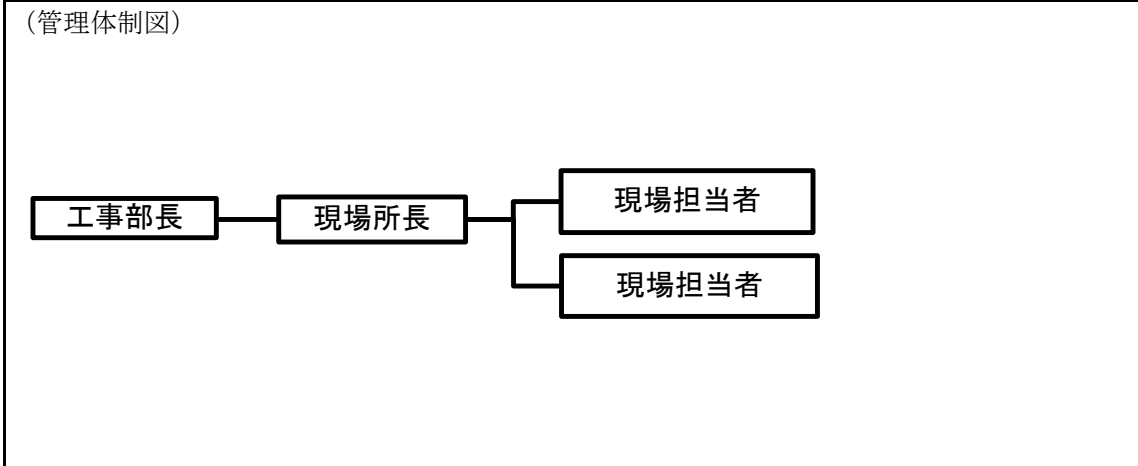 （管理体制図）
工事部長
現場所長
現場担当者
現場担当者